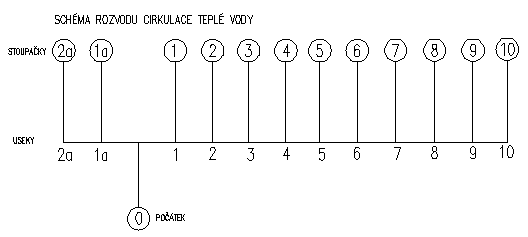 SCHÉMA ROZVODU CIRKULACE TEPLÉ VODY
STOUPAČKY 2a 1a 1 2 3 4 5 6 7 8 9 10
USEKY
2a 1a 1 2 3 4 5 6 7 8 9 10
0 POČÁTEK